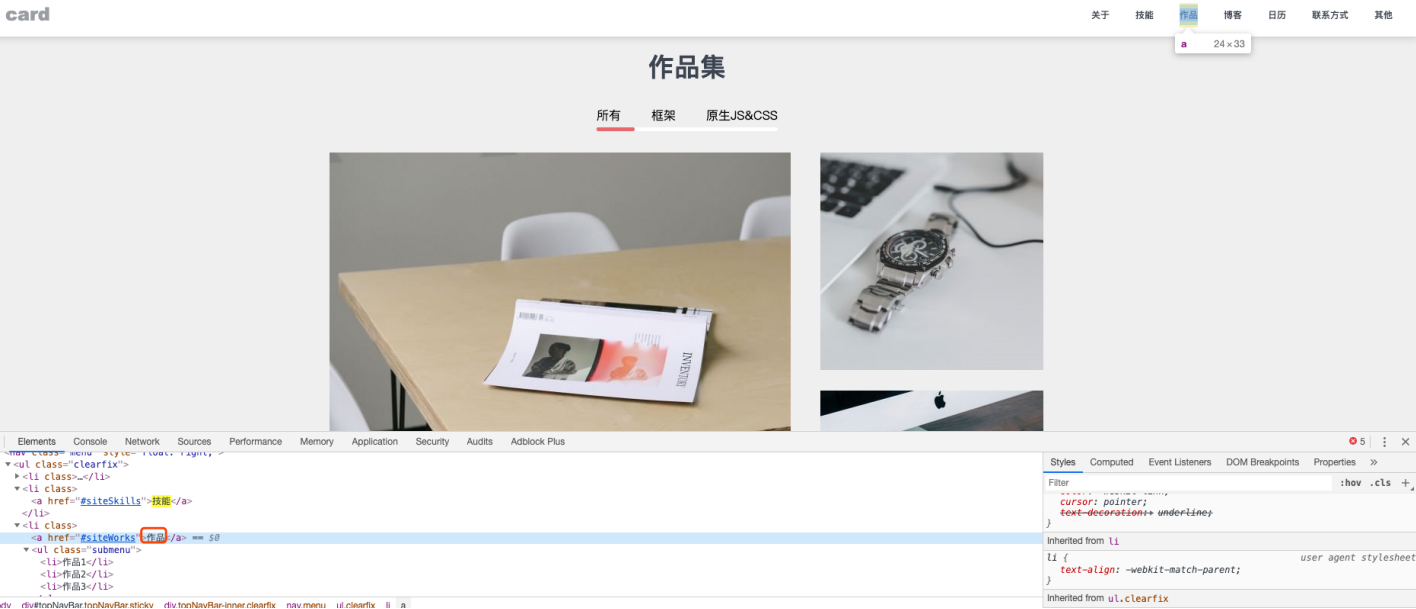 card
关于 技能 作品 博客 日历 联系方式 其他
a 24×33
作品集
所有 框架 原生JS&CSS
INVENTORY
Elements Console Network Sources Performance Memory Application Security Audits Adblock Plus
5
<ul class="clearfix">
<li class>…</li>
<li class>
<a href="#siteSkills">技能</a>
</li>
<li class>
<a href="#siteWorks">作品</a> == $0
<ul class="submenu">
<li>作品1</li>
<li>作品2</li>
<li>作品3</li>
ody div#topNavBar.topNavBar.sticky div.topNavBar-inner.clearfix nav.menu ul.clearfix li a
Styles Computed Event Listeners DOM Breakpoints Properties »
Filter :hov .cls +
cursor: pointer;
text-decoration: underline;
}
Inherited from li
li { user agent stylesheet
text-align: -webkit-match-parent;
}
Inherited from ul.clearfix